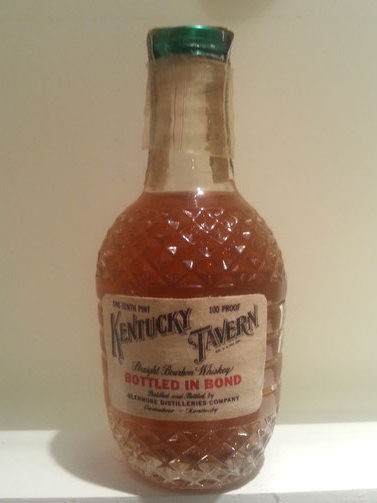 ONE-TENTH PINT 100 PROOF
KENTUCKY
TAVERN
Straight Bourbon Whiskey
BOTTLED IN BOND
Distilled and Bottled by
GLENMORE DISTILLERIES COMPANY
Owensboro - Kentucky